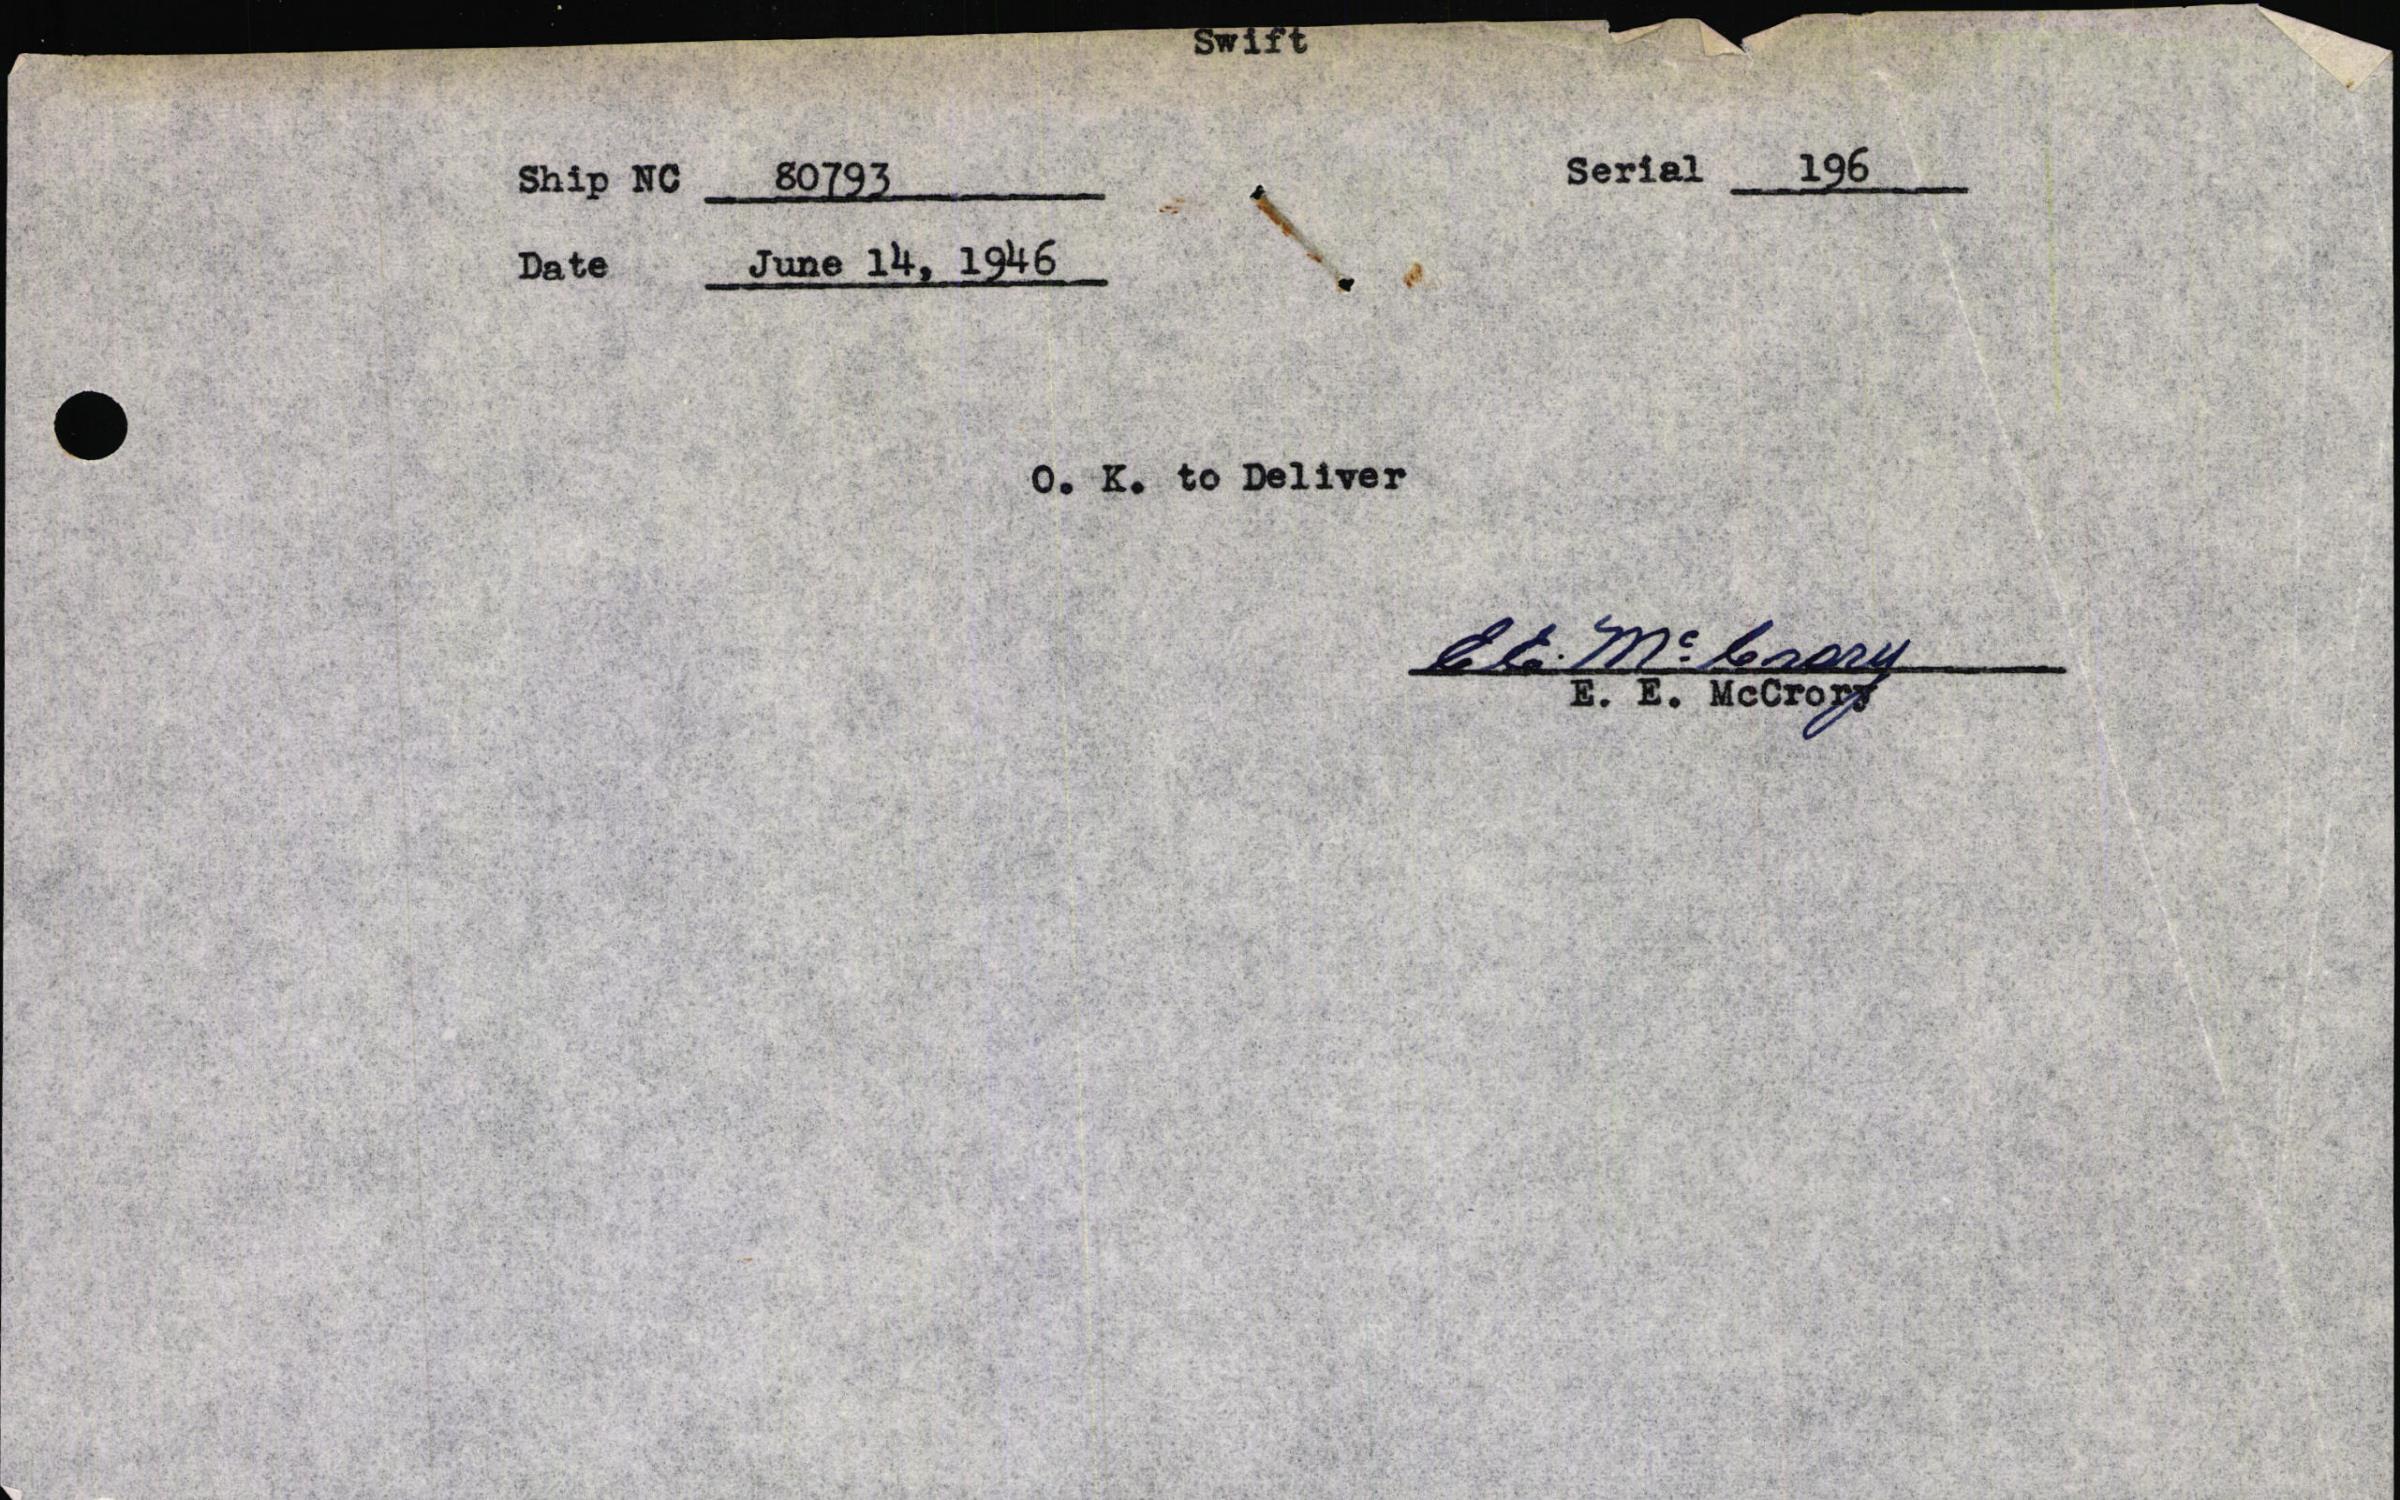 Swift
Ship NC 80793 Serial 196
Date June 14, 1946
O. K. to Deliver
E E. McCrory
E. E. McCrory